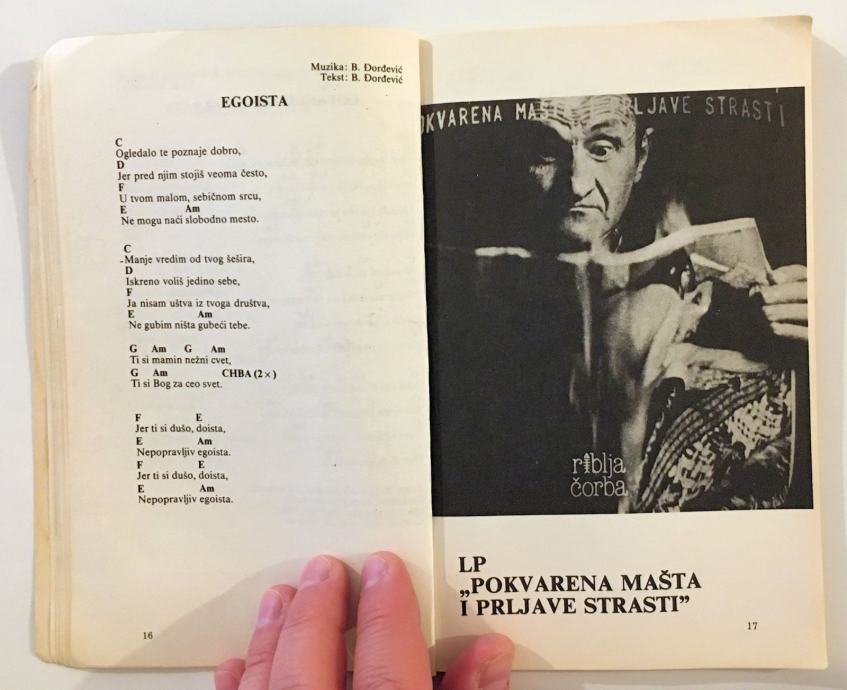 Muzika: B. Đorđević
Tekst: B. Đorđević
EGOISTA
C
Ogledalo te poznaje dobro,
D
Jer pred njim stojiš veoma često,
F
U tvom malom, sebičnom srcu,
E Am
Ne mogu naći slobodno mesto.
C
-Manje vredim od tvog šešira,
D
Iskreno voliš jedino sebe,
F
Ja nisam uštva iz tvoga društva,
E Am
Ne gubim ništa gubeći tebe.
G Am G Am
Ti si mamin nežni cvet,
G Am CHBA (2×)
Ti si Bog za ceo svet.
F E
Jer ti si dušo, doista,
E Am
Nepopravljiv egoista.
F E
Jer ti si dušo, doista,
E Am
Nepopravljiv egoista.
16
OKVARENA MAŠTA PRLJAVE STRASTI
riblja
čorba
LP
„POKVARENA MAŠTA
I PRLJAVE STRASTI”
17